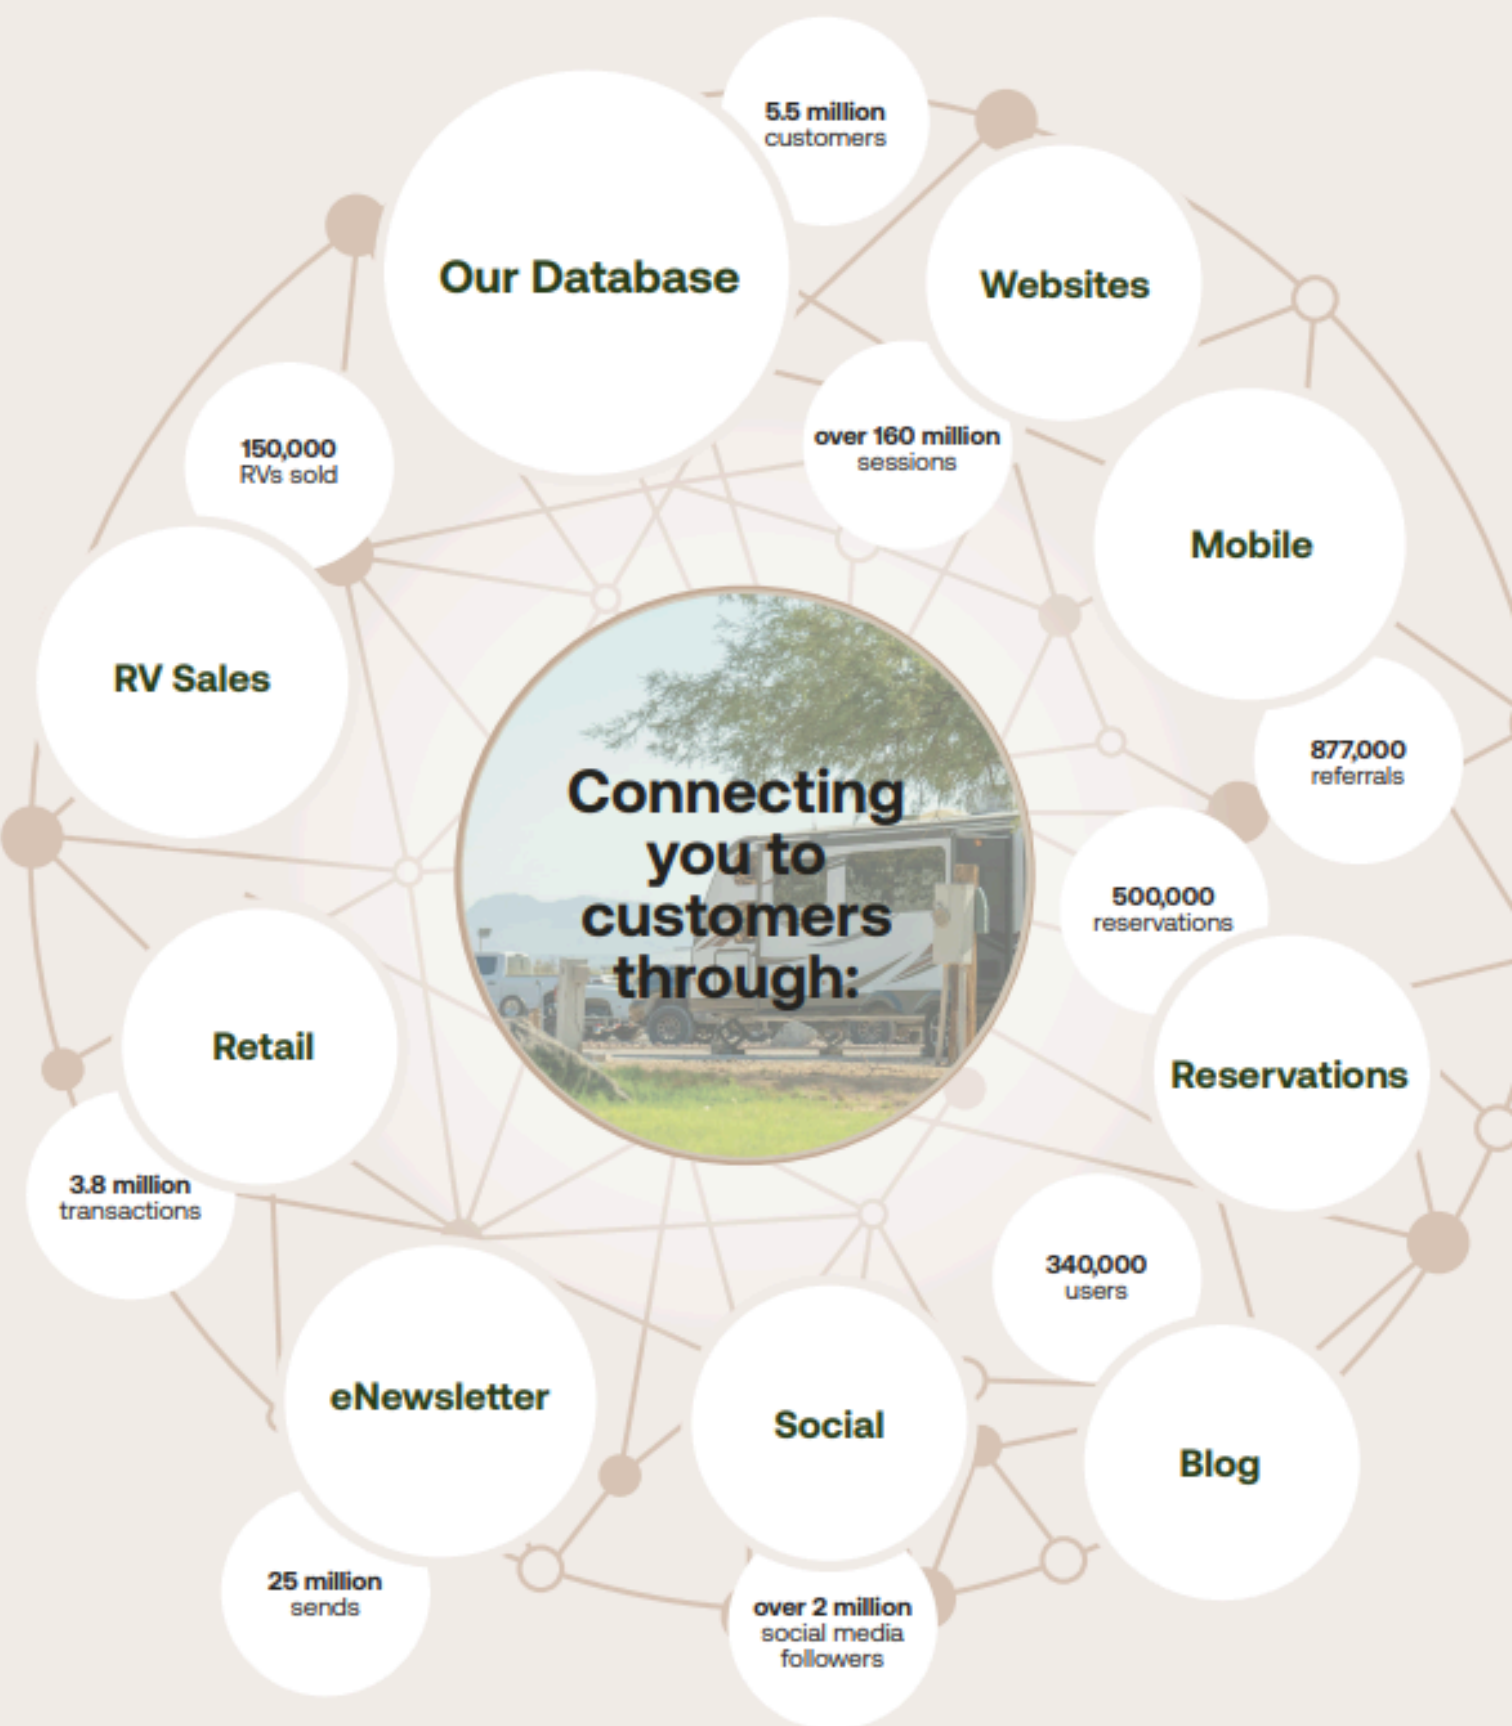 5.5 million
customers
Our Database
Websites
150,000
RVs sold
over 160 million
sessions
Mobile
RV Sales
877,000
referrals
Connecting
you to
customers
through:
500,000
reservations
Retail
Reservations
3.8 million
transactions
340,000
users
eNewsletter
Social
Blog
25 million
sends
over 2 million
social media
followers